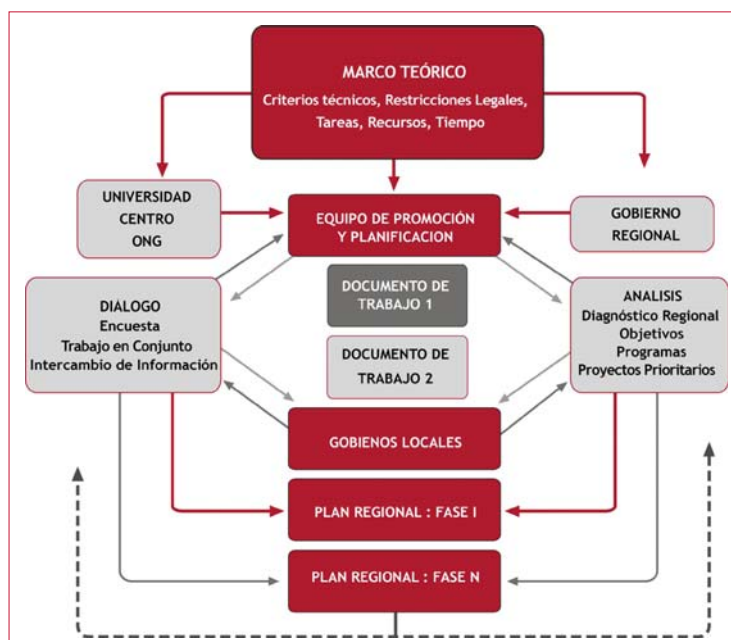 MARCO TEÓRICO
Criterios técnicos, Restricciones Legales,
Tareas, Recursos, Tiempo
UNIVERSIDAD
CENTRO
ONG
EQUIPO DE PROMOCIÓN
Y PLANIFICACION
GOBIERNO
REGIONAL
DOCUMENTO DE
TRABAJO 1
DIALOGO
Encuesta
Trabajo en Conjunto
Intercambio de Información
ANALISIS
Diagnóstico Regional
Objetivos
Programas
Proyectos Prioritarios
DOCUMENTO DE
TRABAJO 2
GOBIENOS LOCALES
PLAN REGIONAL : FASE I
PLAN REGIONAL : FASE N